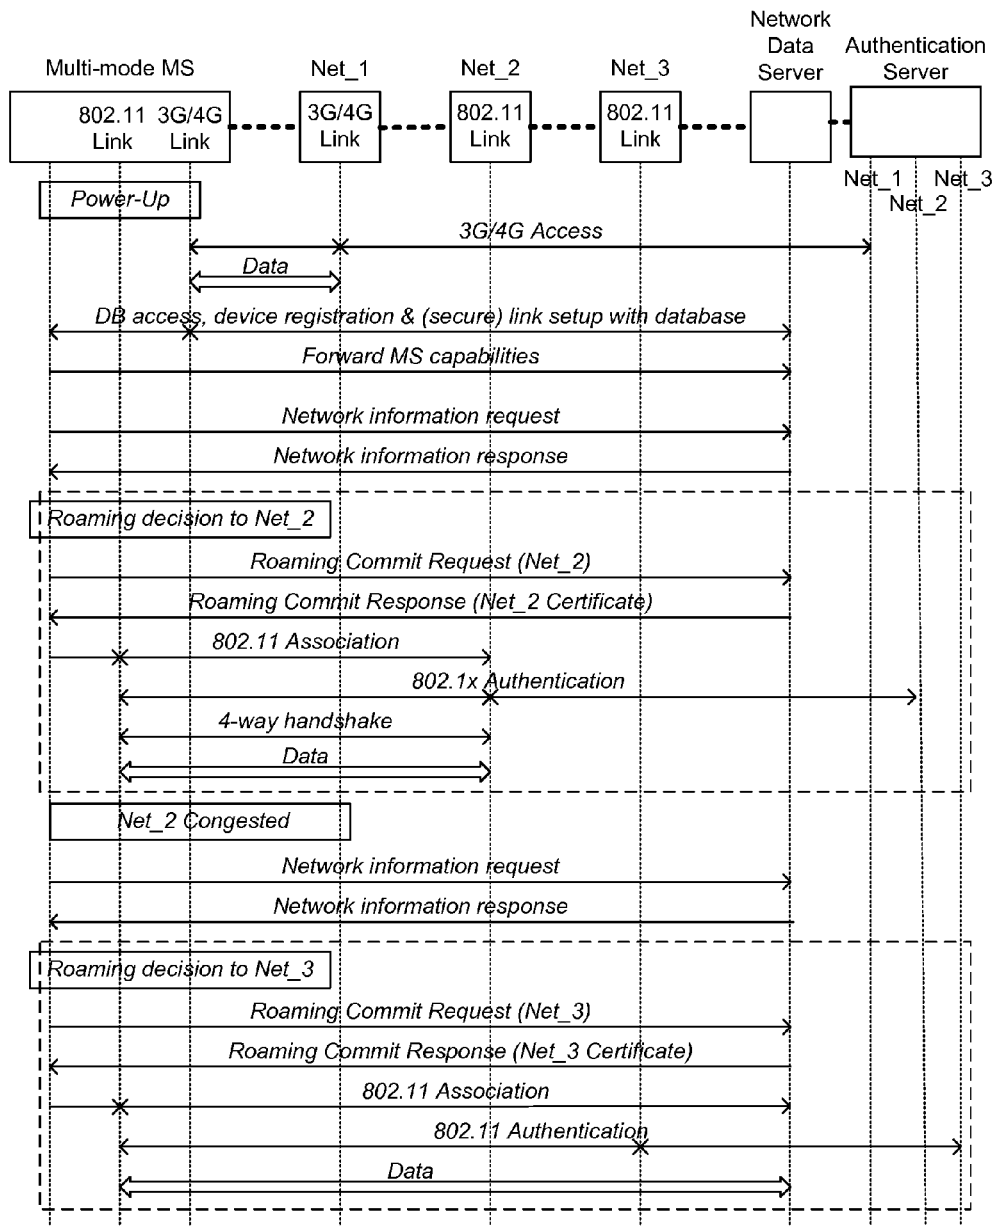 Network
Data
Server
Authentication
Server
Multi-mode MS
Net_1
Net_2
Net_3
802.11
Link
3G/4G
Link
3G/4G
Link
802.11
Link
802.11
Link
Net_1
Net_2
Net_3
Power-Up
3G/4G Access
Data
DB access, device registration & (secure) link setup with database
Forward MS capabilities
Network information request
Network information response
Roaming decision to Net_2
Roaming Commit Request (Net_2)
Roaming Commit Response (Net_2 Certificate)
802.11 Association
802.1x Authentication
4-way handshake
Data
Net_2 Congested
Network information request
Network information response
Roaming decision to Net_3
Roaming Commit Request (Net_3)
Roaming Commit Response (Net_3 Certificate)
802.11 Association
802.11 Authentication
Data